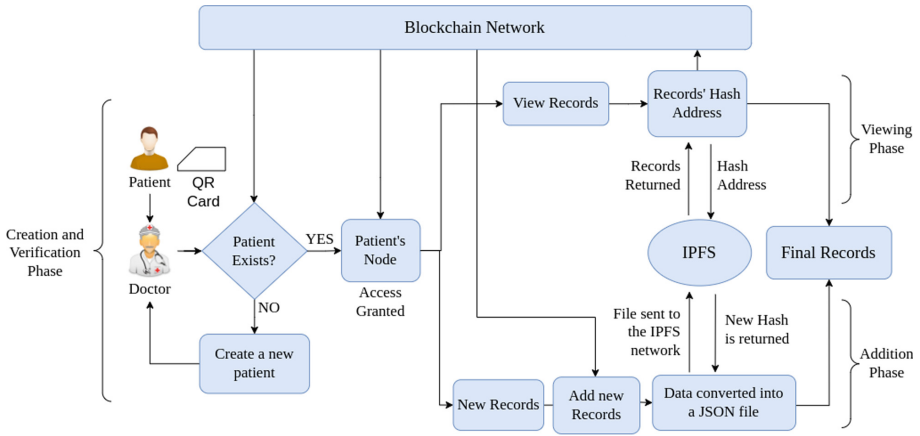 Blockchain Network
View Records
Records' Hash
Address
Viewing
Phase
Patient
QR
Card
Records
Returned
Hash
Address
Creation and
Verification
Phase
Doctor
Patient
Exists?
YES
Patient's
Node
Access
Granted
IPFS
Final Records
NO
Create a new
patient
File sent to
the IPFS
network
New Hash
is returned
New Records
Add new
Records
Data converted into
a JSON file
Addition
Phase